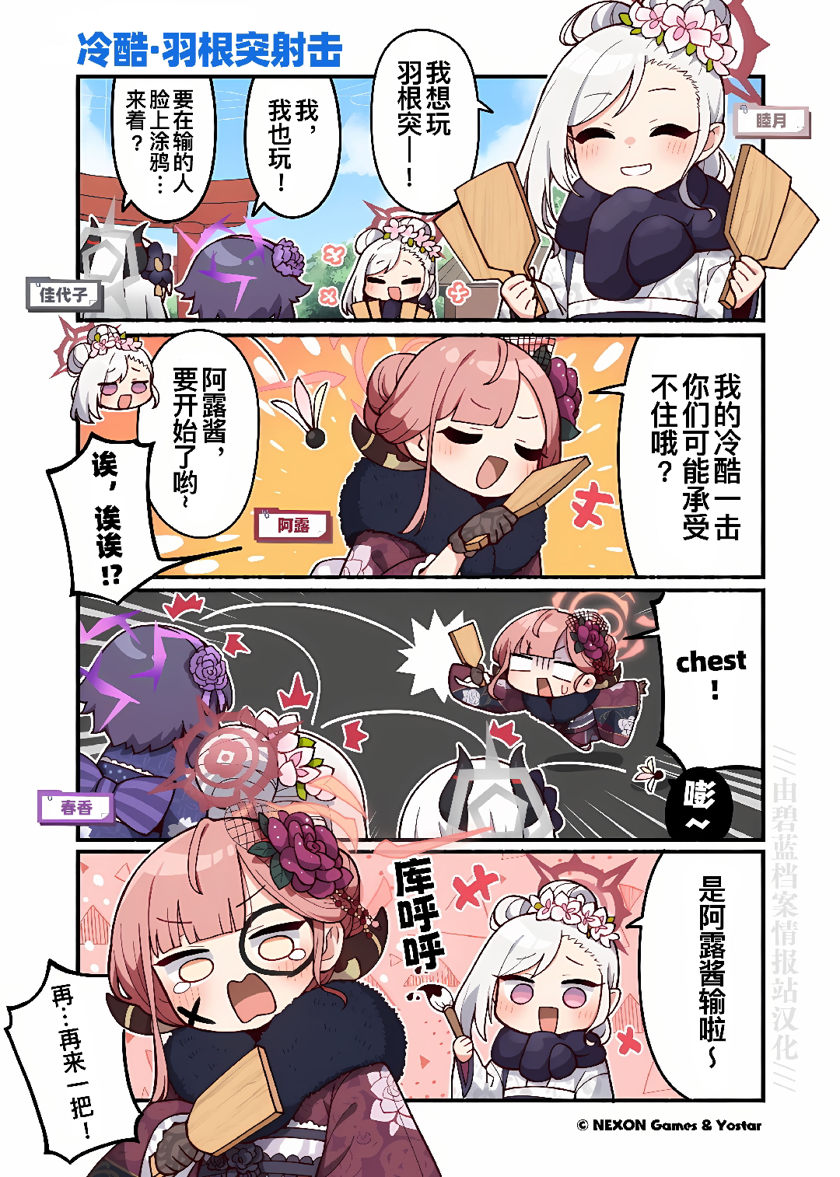 冷酷·羽根突射击
我想玩
羽根突—！
我，
我也玩！
要在输的人
脸上涂鸦…
来着？
睦月
佳代子
我的冷酷一击
你们可能承受
不住哦？
阿露酱，
要开始了哟~
阿露
诶，诶诶!?
chest
！
嘭~
春香
是阿露酱输啦~
库呼呼
再…再来一把！
由碧蓝档案情报站汉化
© NEXON Games & Yostar